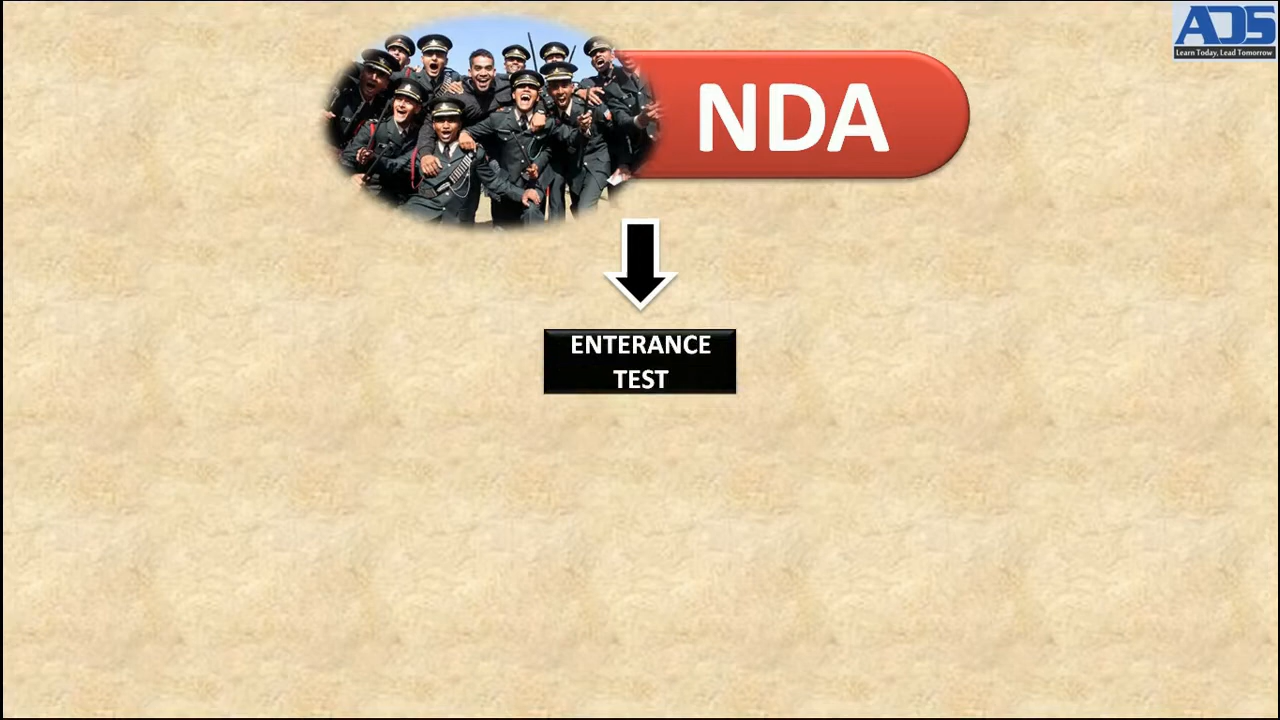 ADS
Learn Today, Lead Tomorrow
NDA
ENTERANCE
TEST